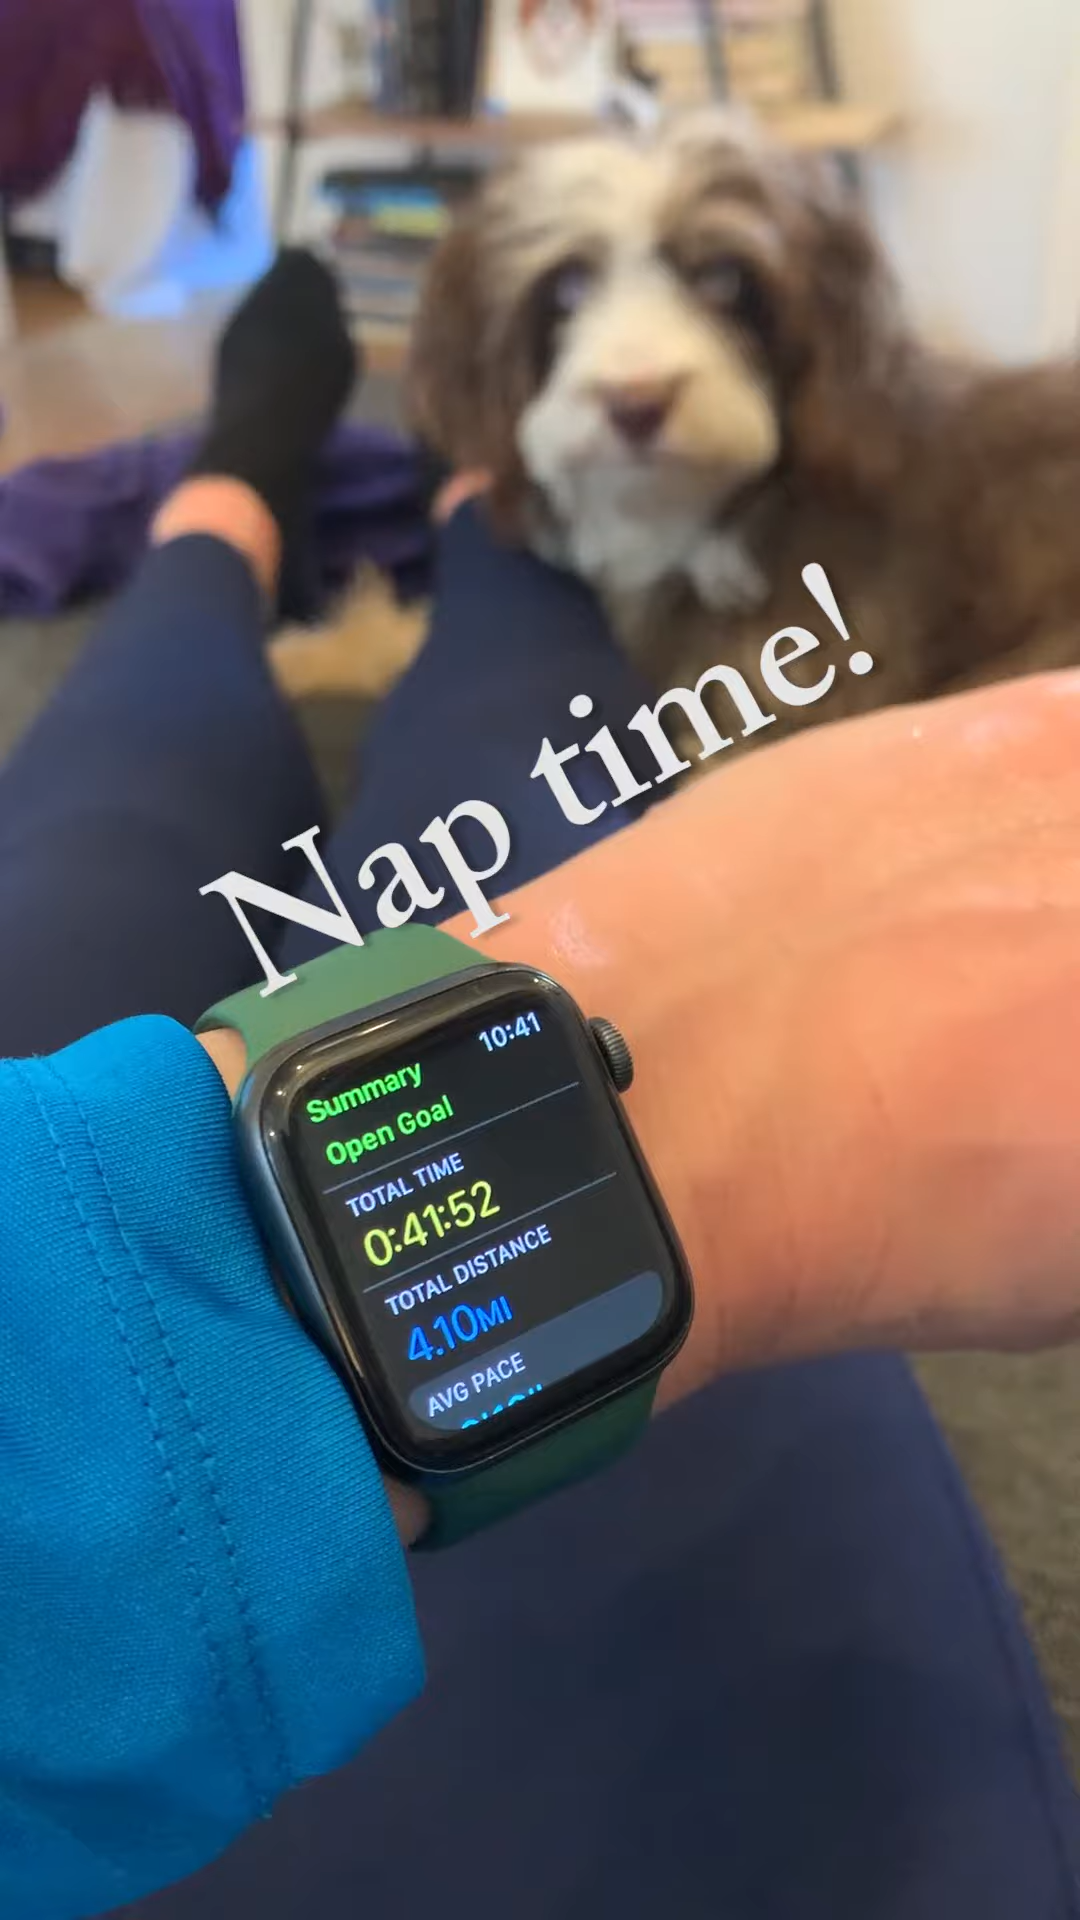 Nap time!
10:41
Summary
Open Goal
TOTAL TIME
0:41:52
TOTAL DISTANCE
4.10MI
AVG PACE